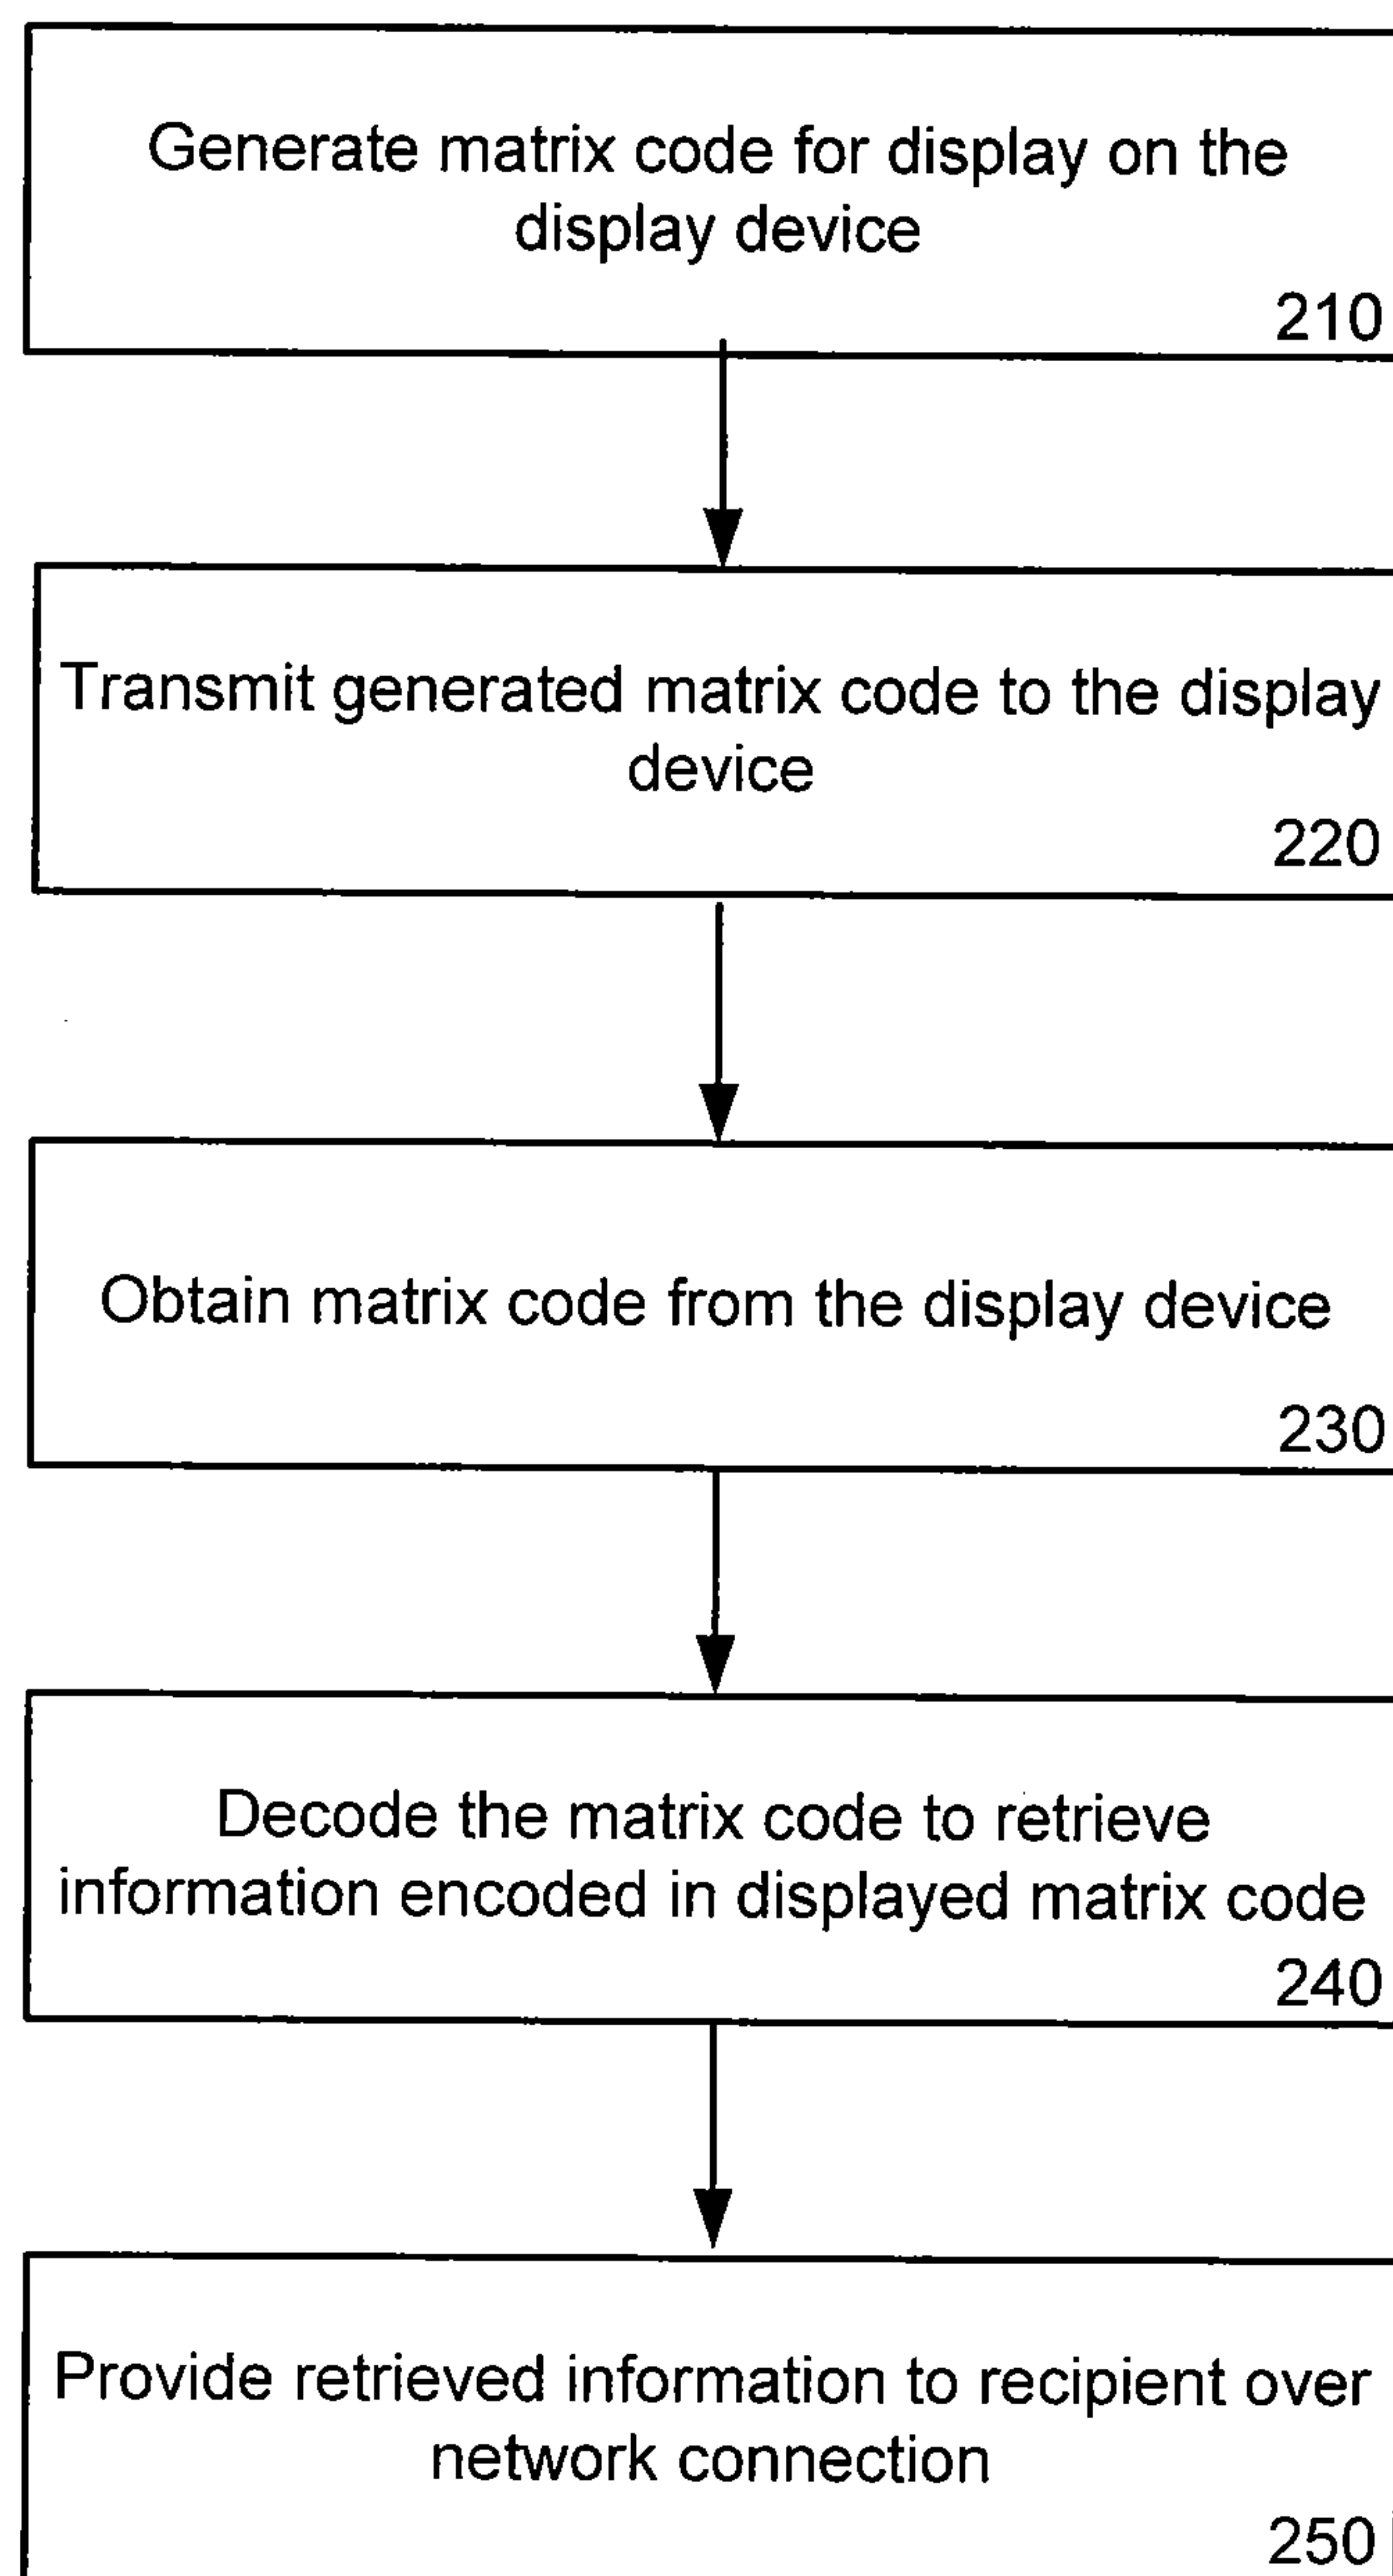 Generate matrix code for display on the
display device
210
Transmit generated matrix code to the display
device
220
Obtain matrix code from the display device
230
Decode the matrix code to retrieve
information encoded in displayed matrix code
240
Provide retrieved information to recipient over
network connection
250